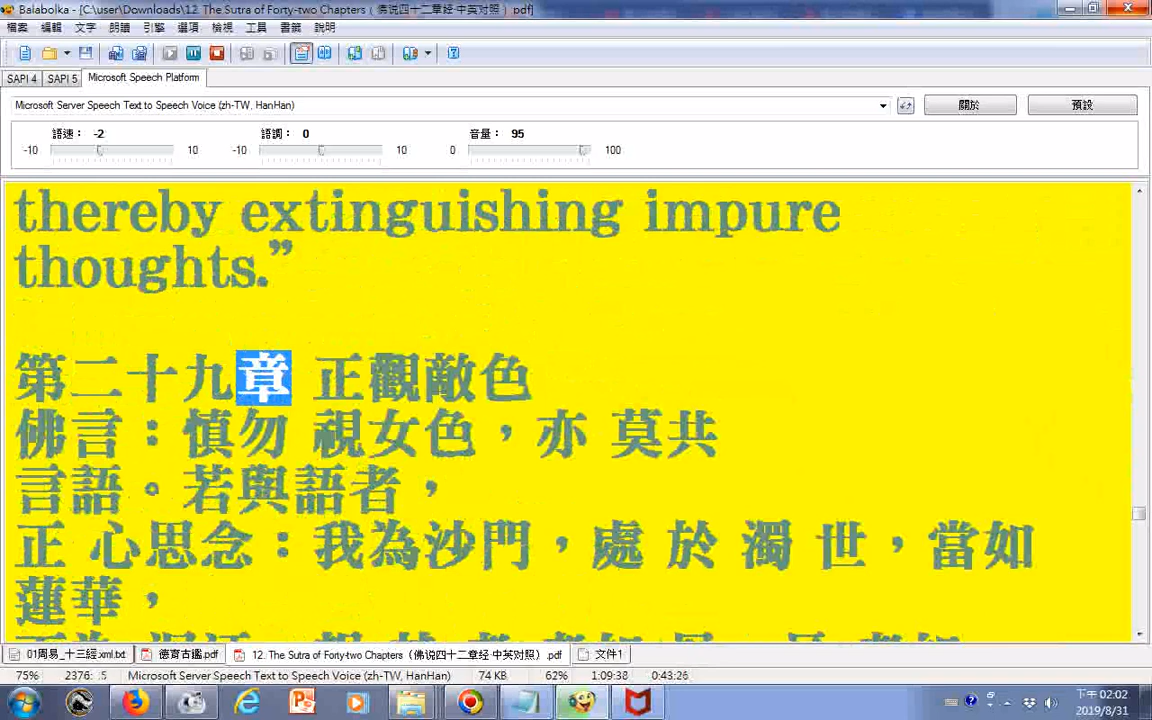 Balabolka - [C:\user\Downloads\12. The Sutra of Forty-two Chapters（佛说四十二章经·中英对照）.pdf]
檔案 編輯 文字 朗讀 引擎 選項 檢視 工具 書籤 說明
SAPI 4 SAPI 5 Microsoft Speech Platform
Microsoft Server Speech Text to Speech Voice (zh-TW, HanHan) 關於 預設
語速： -2 語調： 0 音量： 95
-10 10 -10 10 0 100
thereby extinguishing impure
thoughts.”
第二十九章 正觀敵色
佛言：慎勿 視女色，亦 莫共
言語。若與語者，
正 心思念：我為沙門，處 於 濁 世，當如
蓮華，
01周易_十三經.xml.txt 德育古鑑.pdf 12. The Sutra of Forty-two Chapters（佛说四十二章经·中英对照）.pdf 文件1
75% 2376: .5 Microsoft Server Speech Text to Speech Voice (zh-TW, HanHan) 74 KB 62% 1:09:38 0:43:26
下午 02:02
2019/8/31